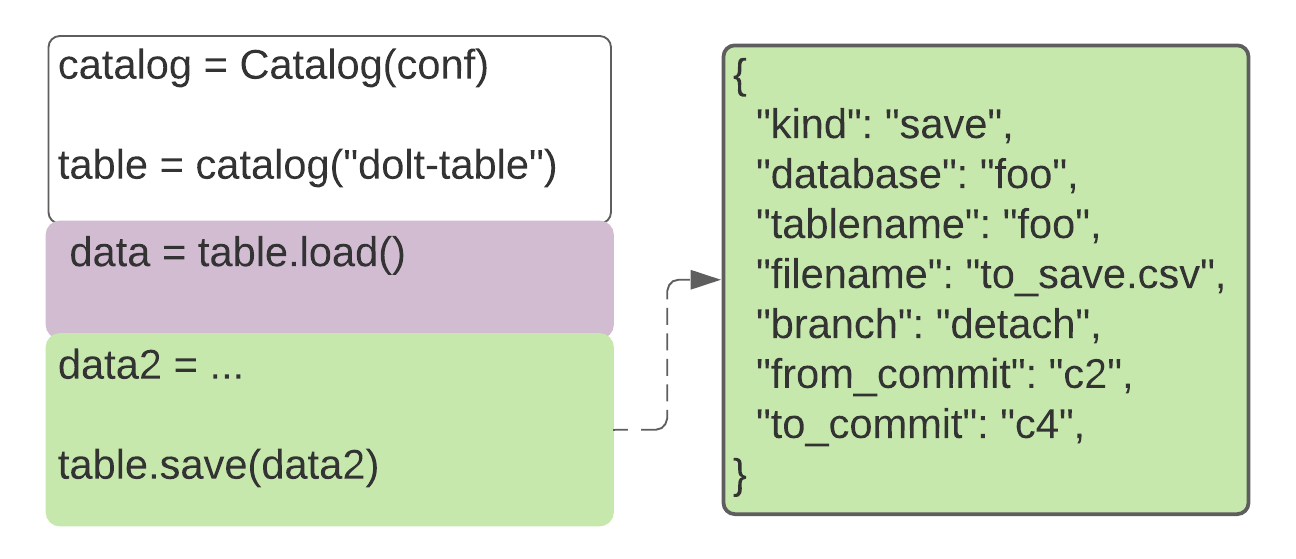 catalog = Catalog(conf)
table = catalog("dolt-table")
data = table.load()
data2 = ...
table.save(data2)
{
"kind": "save",
"database": "foo",
"tablename": "foo",
"filename": "to_save.csv",
"branch": "detach",
"from_commit": "c2",
"to_commit": "c4",
}